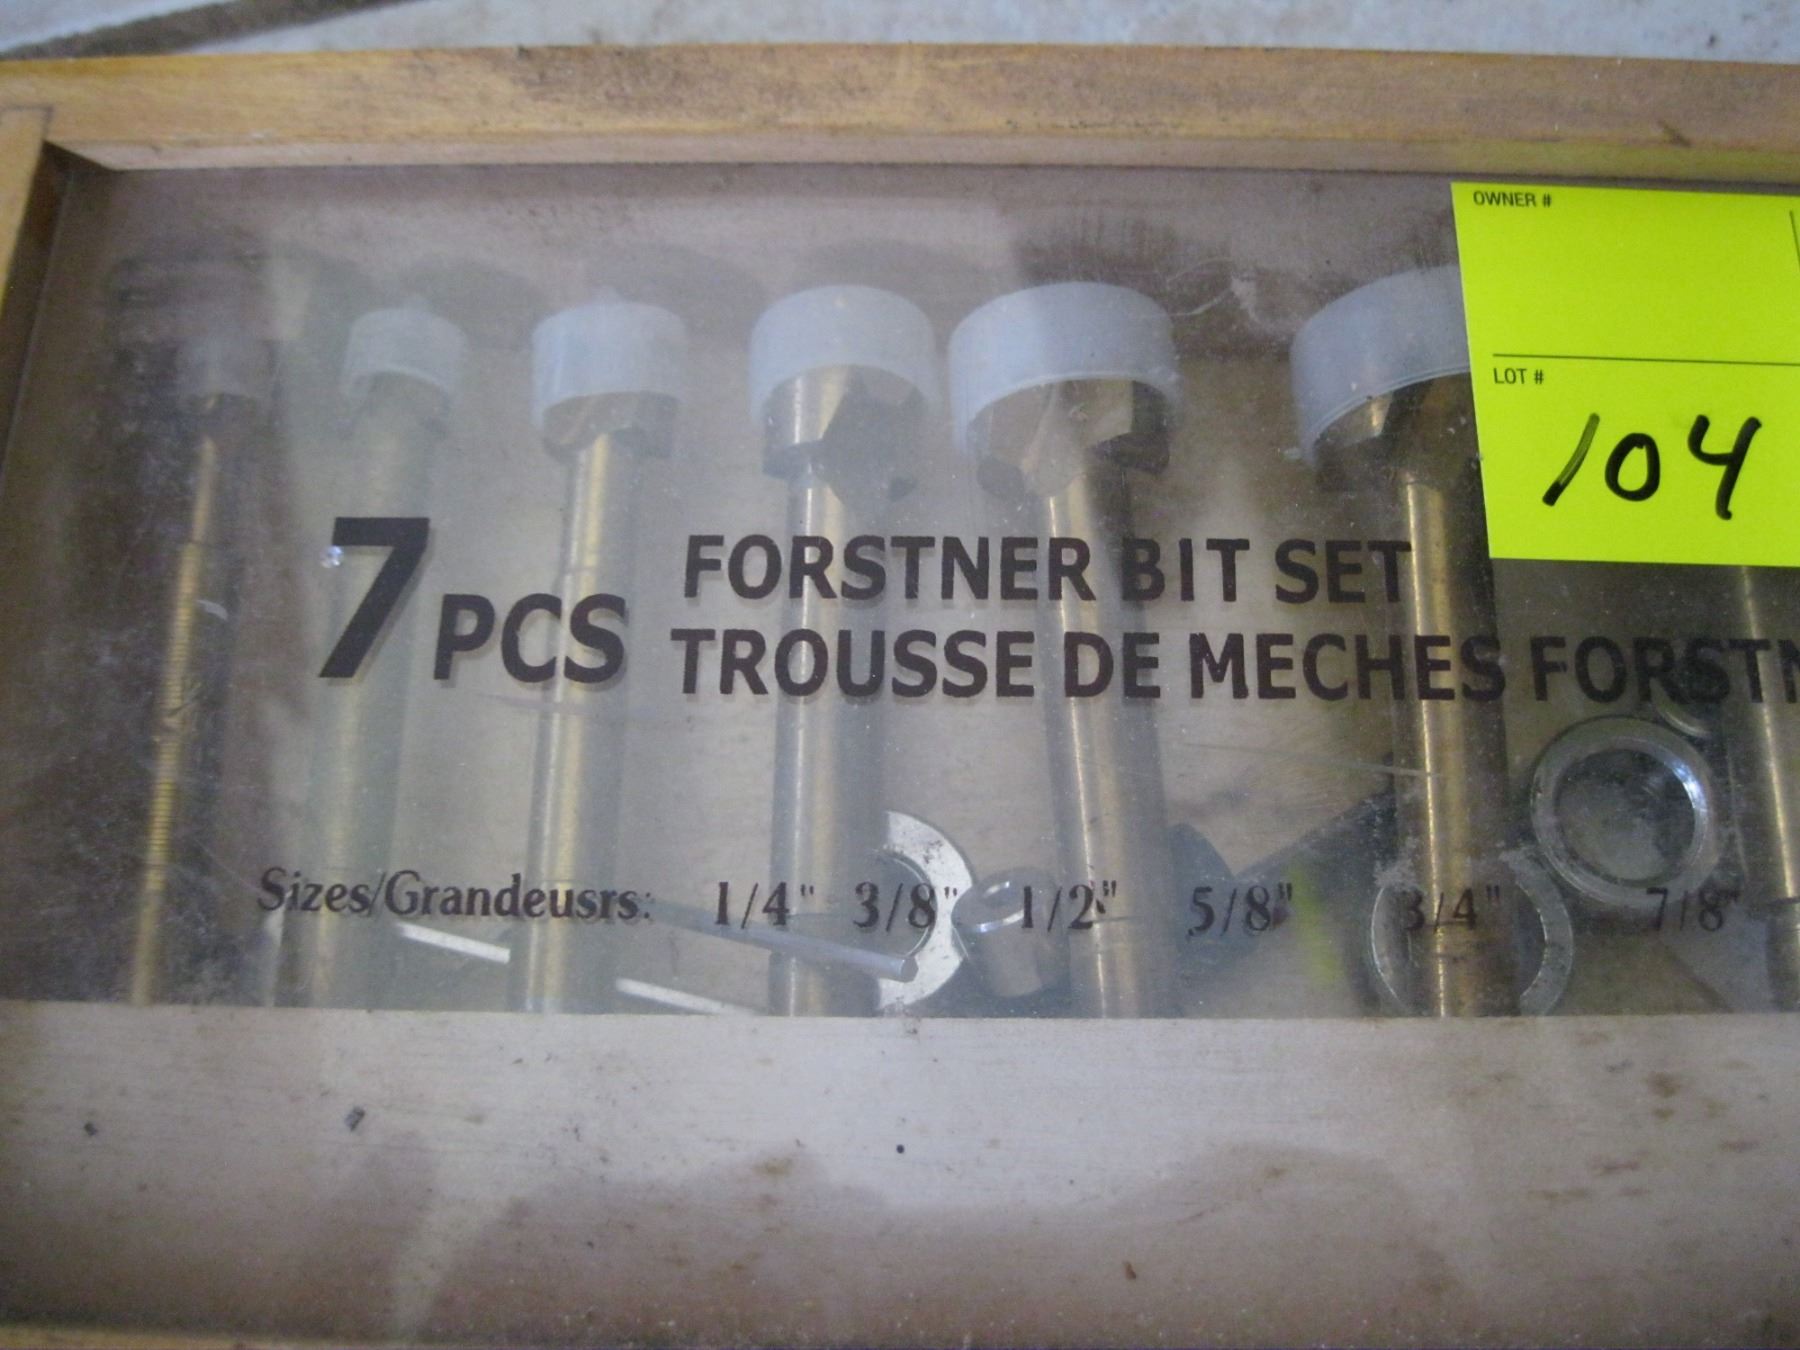 OWNER #
LOT #
104
7 PCS
FORSTNER BIT SET
TROUSSE DE MECHES FORSTN
Sizes/Grandeusrs: 1/4" 3/8" 1/2" 5/8" 3/4" 7/8"